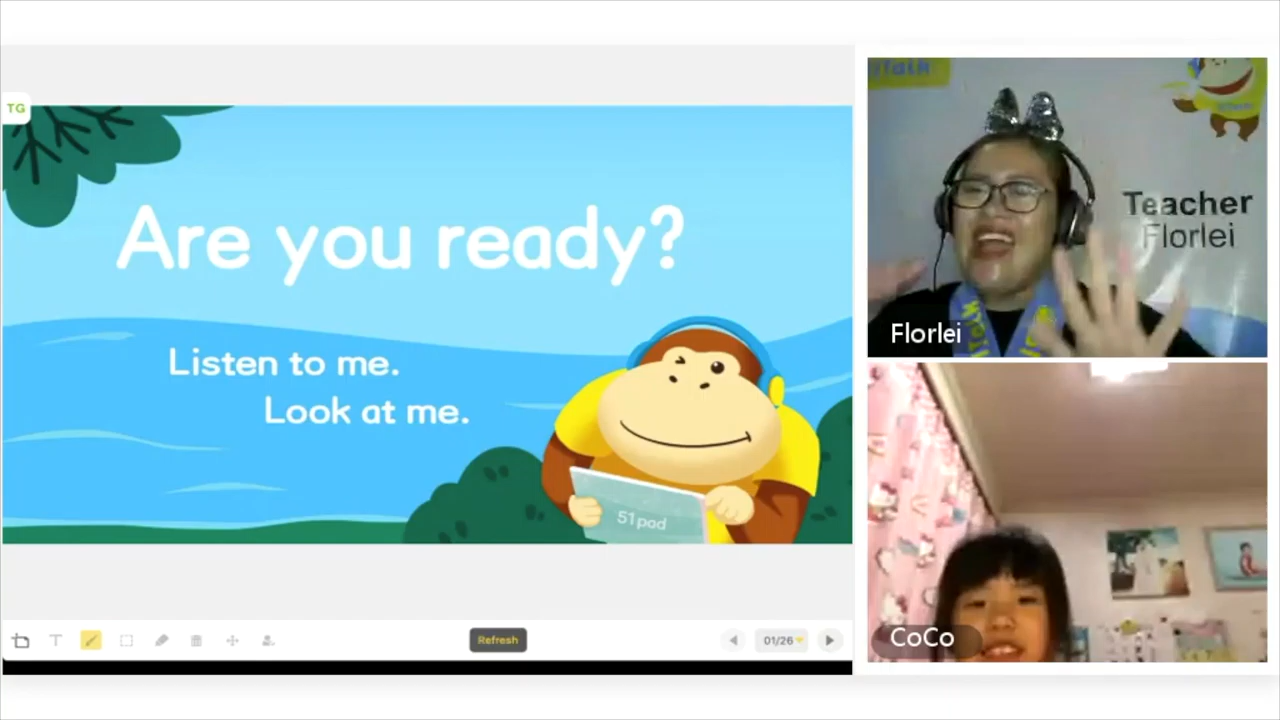 TG
Are you ready?
Listen to me.
Look at me.
51pad
T
Refresh
01/26
Teacher
Florlei
Florlei
CoCo